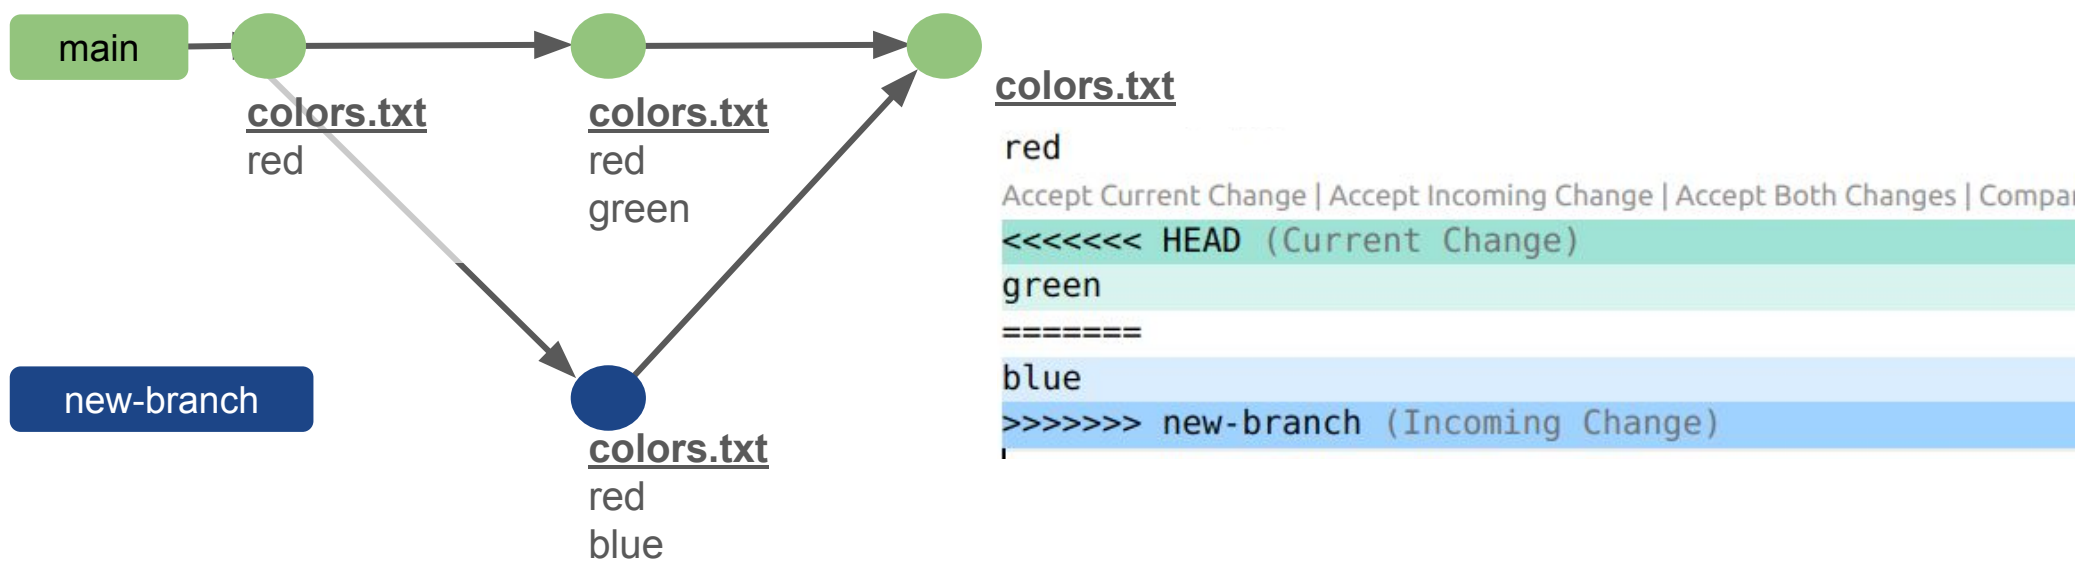 main
colors.txt
red
colors.txt
red
green
new-branch
colors.txt
red
blue
colors.txt
red
Accept Current Change | Accept Incoming Change | Accept Both Changes | Compar
<<<<<<< HEAD (Current Change)
green
=======
blue
>>>>>>> new-branch (Incoming Change)